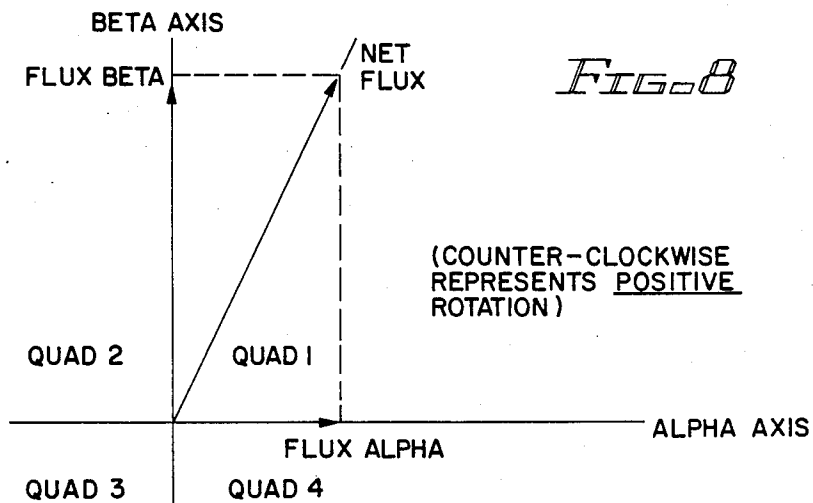 BETA AXIS
FLUX BETA
NET
FLUX
FIG-8
(COUNTER-CLOCKWISE
REPRESENTS POSITIVE
ROTATION)
QUAD 2
QUAD 1
ALPHA AXIS
FLUX ALPHA
QUAD 3
QUAD 4